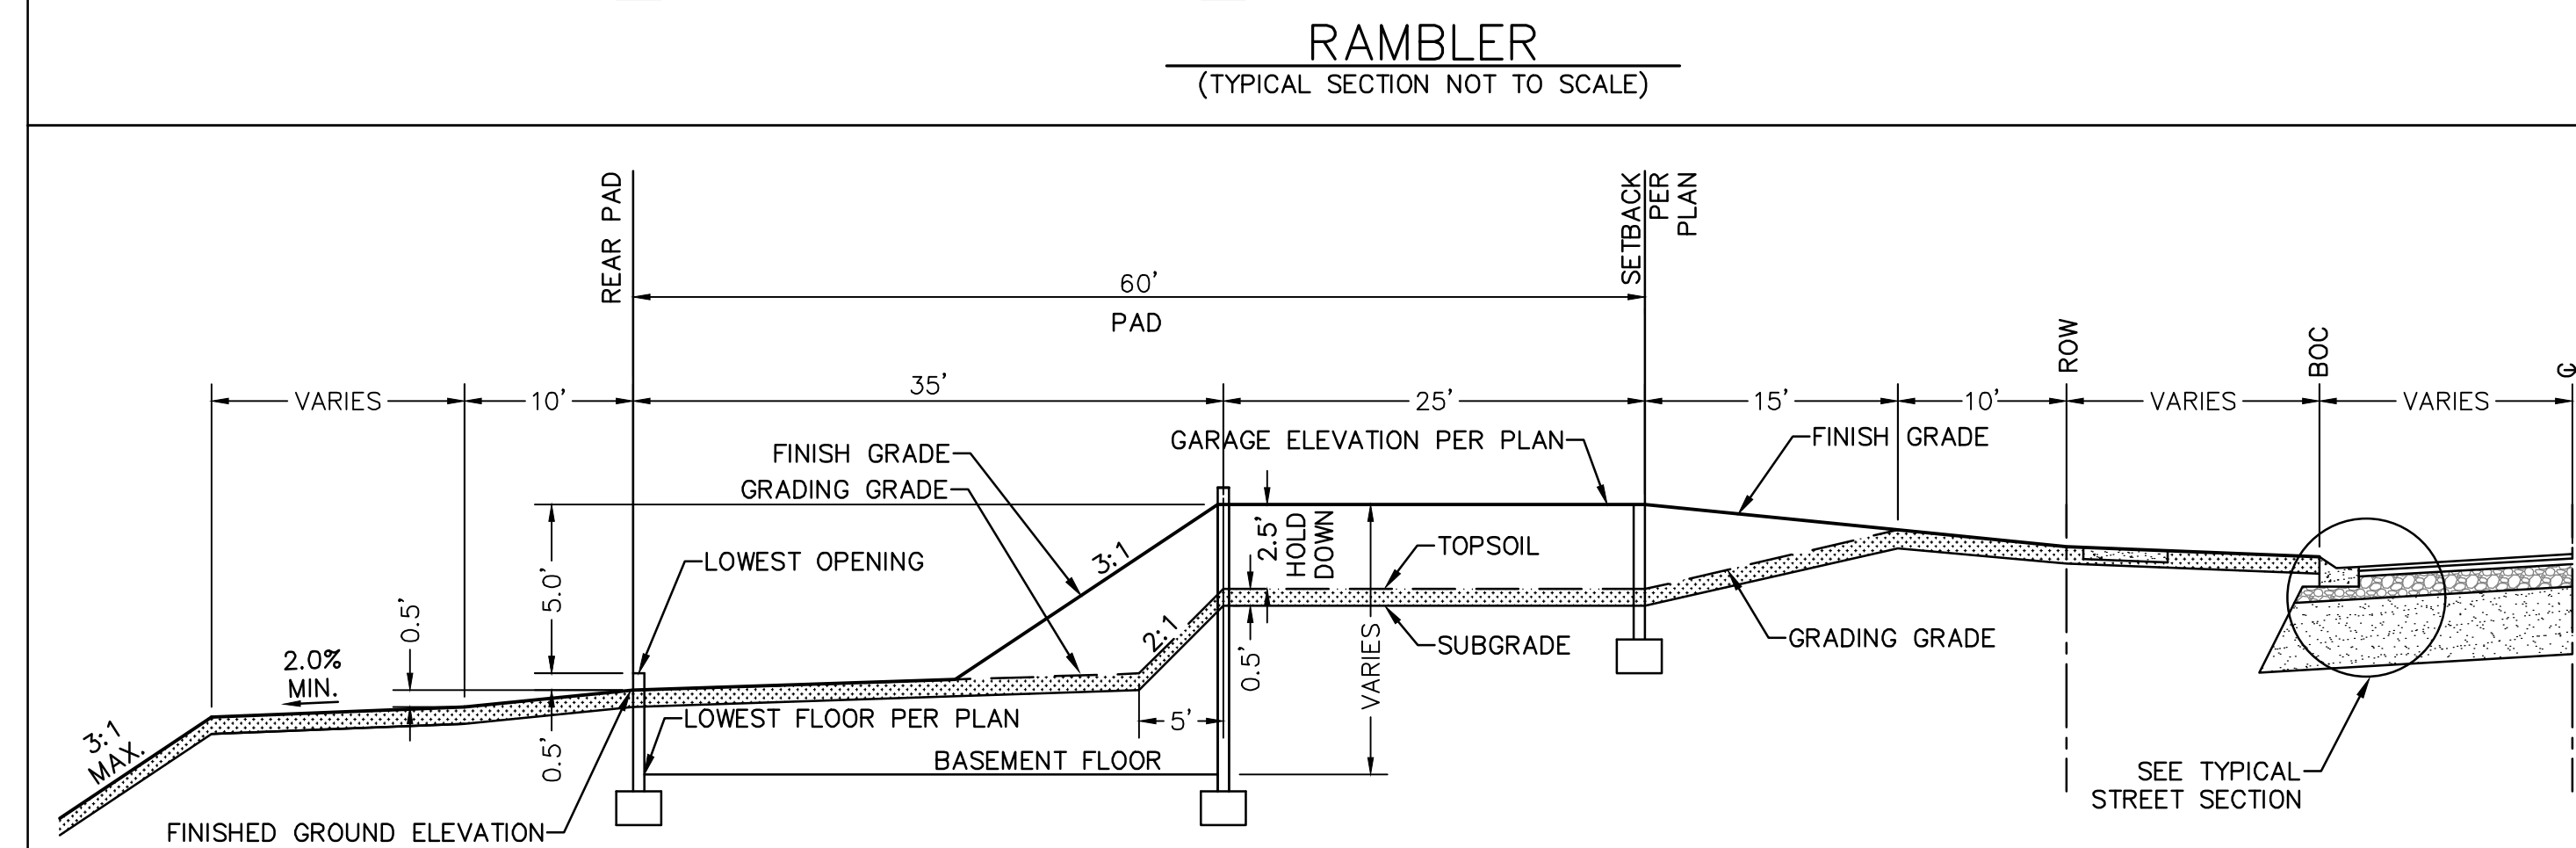 RAMBLER
(TYPICAL SECTION NOT TO SCALE)
REAR PAD
SETBACK
PER
PLAN
60'
PAD
ROW
BOC
℄
VARIES
10'
35'
25'
15'
10'
VARIES
VARIES
FINISH GRADE
GRADING GRADE
GARAGE ELEVATION PER PLAN
FINISH GRADE
LOWEST OPENING
3:1
2.5'
HOLD
DOWN
TOPSOIL
5.0'
0.5'
2:1
SUBGRADE
GRADING GRADE
2.0%
MIN.
0.5'
VARIES
LOWEST FLOOR PER PLAN
5'
3:1
MAX.
0.5'
BASEMENT FLOOR
SEE TYPICAL
STREET SECTION
FINISHED GROUND ELEVATION